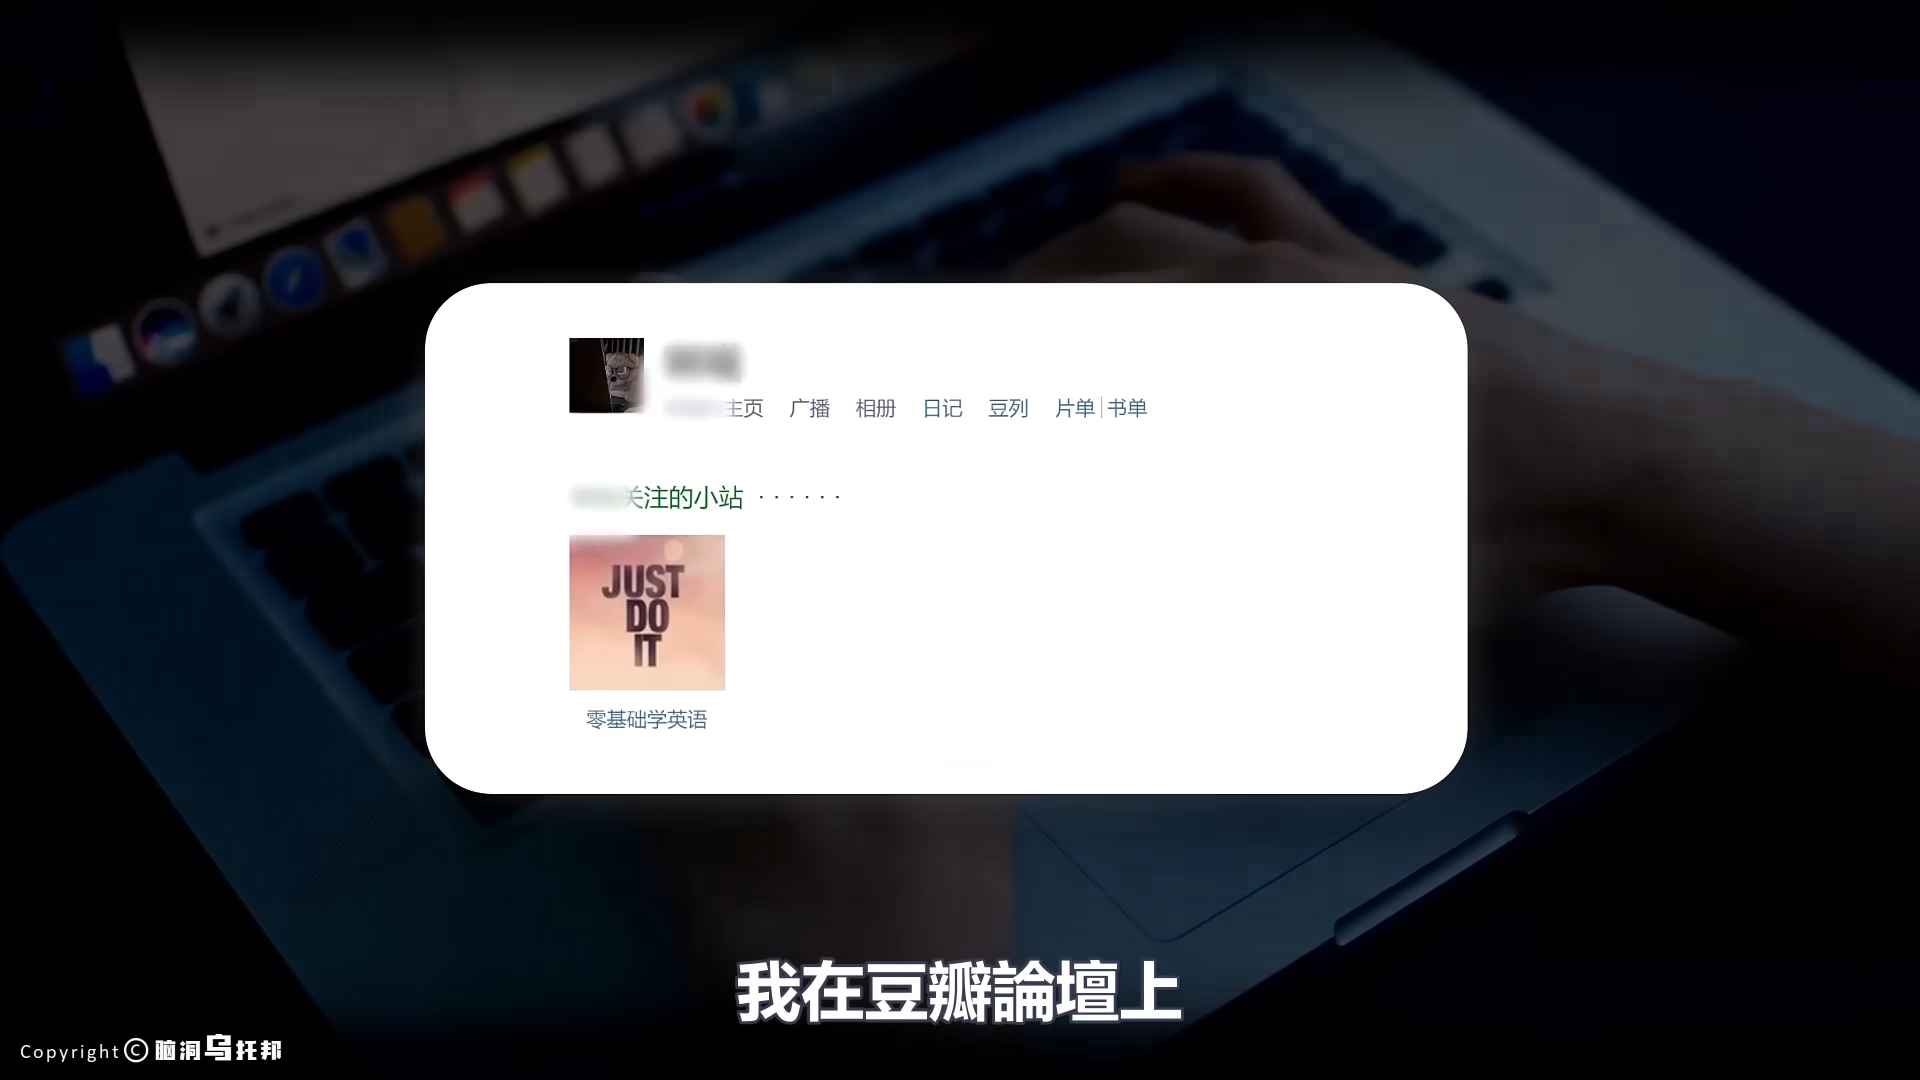 主页 广播 相册 日记 豆列 片单 书单
关注的小站 · · · · · ·
JUST
DO
IT
零基础学英语
我在豆瓣論壇上
Copyright © 脑洞乌托邦